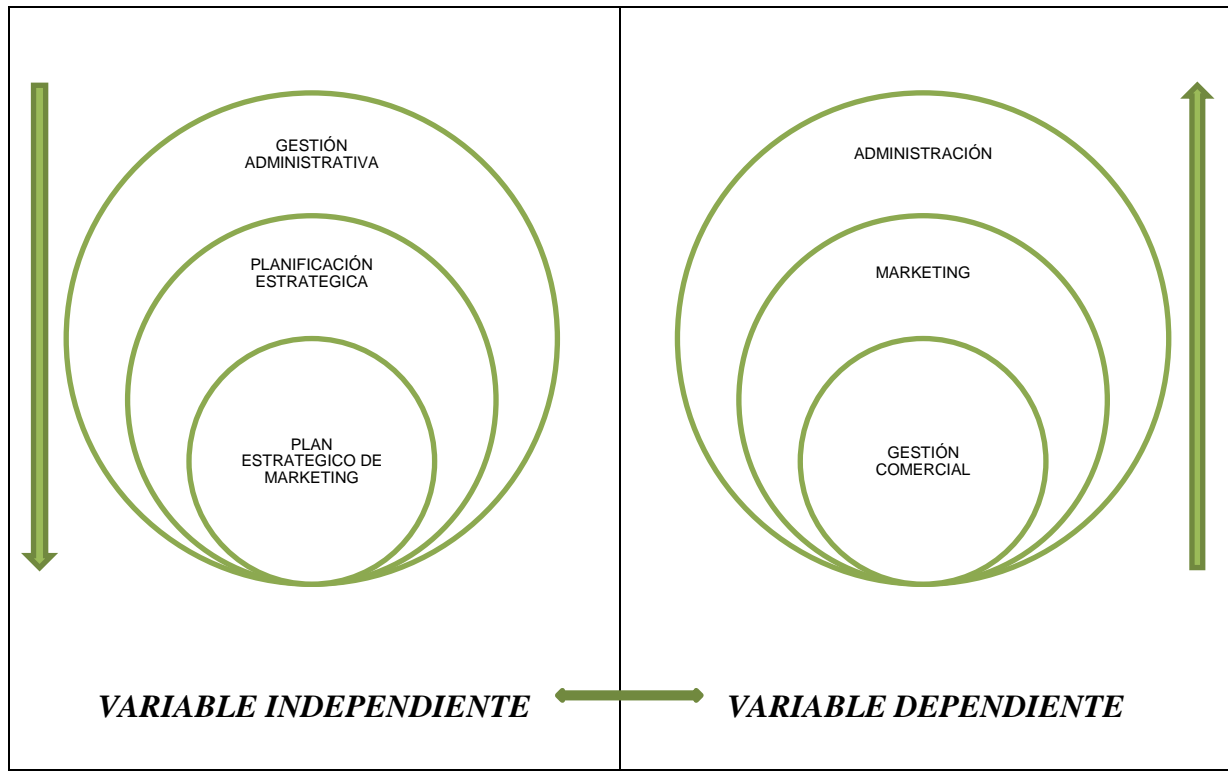 GESTIÓN
ADMINISTRATIVA
PLANIFICACIÓN
ESTRATEGICA
PLAN
ESTRATEGICO DE
MARKETING
VARIABLE INDEPENDIENTE
ADMINISTRACIÓN
MARKETING
GESTIÓN
COMERCIAL
VARIABLE DEPENDIENTE